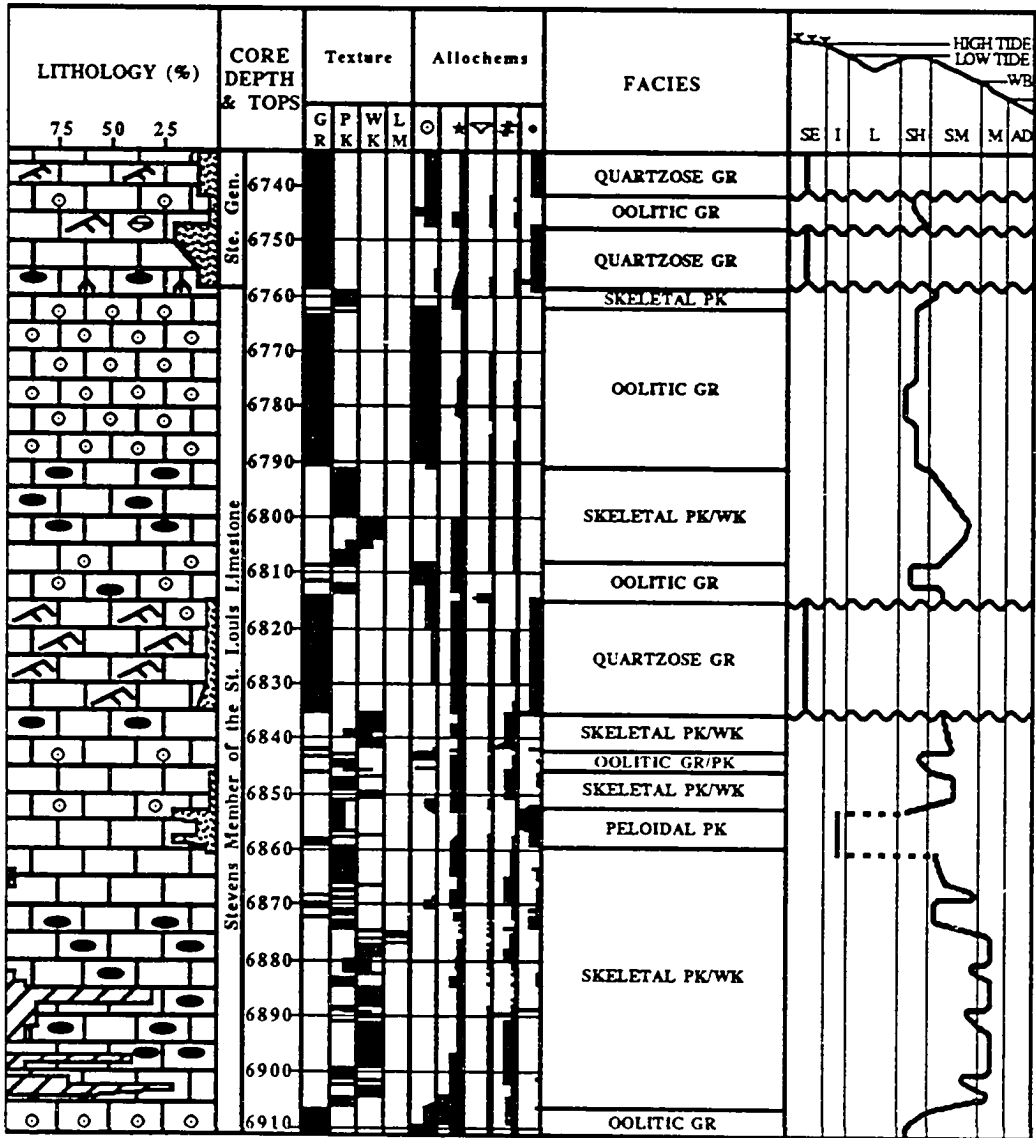 LITHOLOGY (%)
75 50 25
CORE
DEPTH
& TOPS
Texture
Allochems
G
R
P
K
W
K
L
M
FACIES
HIGH TIDE
LOW TIDE
WB
SE I L SH SM M AD
Ste. Gen.
Stevens Member of the St. Louis Limestone
6740
6750
6760
6770
6780
6790
6800
6810
6820
6830
6840
6850
6860
6870
6880
6890
6900
6910
QUARTZOSE GR
OOLITIC GR
QUARTZOSE GR
SKELETAL PK
OOLITIC GR
SKELETAL PK/WK
OOLITIC GR
QUARTZOSE GR
SKELETAL PK/WK
OOLITIC GR/PK
SKELETAL PK/WK
PELOIDAL PK
SKELETAL PK/WK
OOLITIC GR